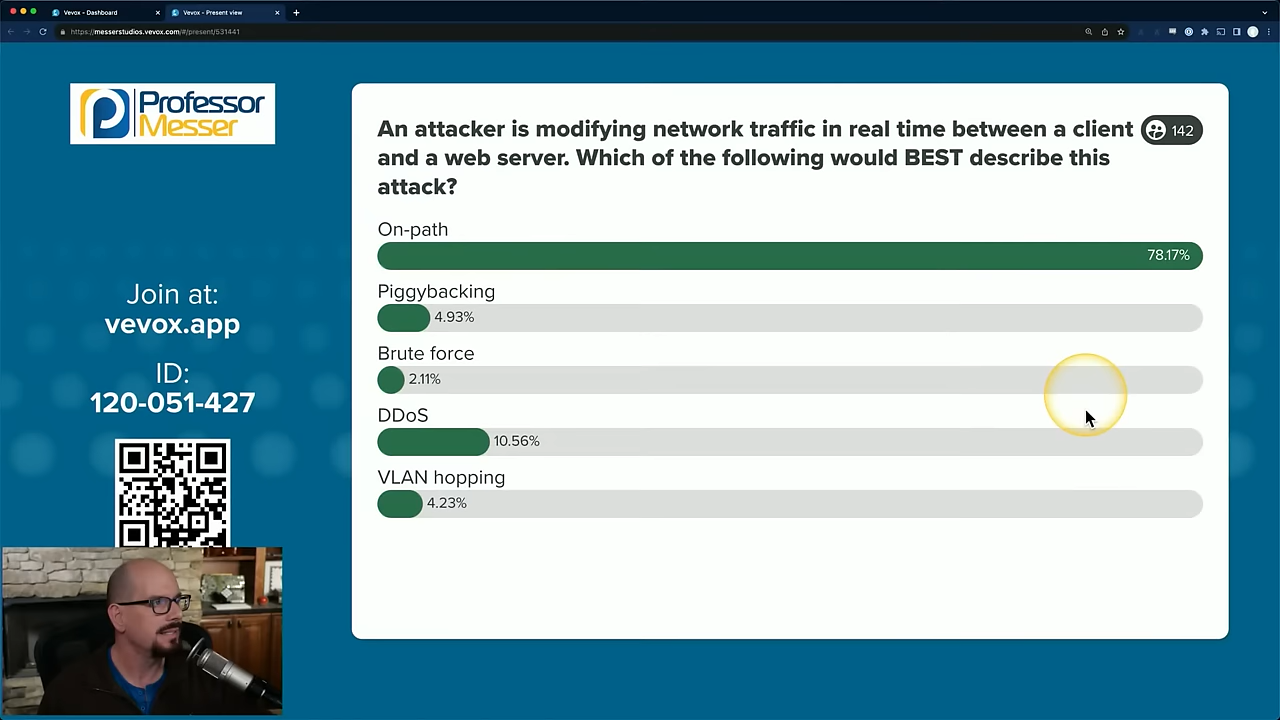 Vevox - Dashboard
Vevox - Present view
https://messerstudios.vevox.com/#/present/531441
Professor
Messer
An attacker is modifying network traffic in real time between a client
142
and a web server. Which of the following would BEST describe this
attack?
On-path
78.17%
Piggybacking
4.93%
Brute force
2.11%
DDoS
10.56%
VLAN hopping
4.23%
Join at:
vevox.app
ID:
120-051-427